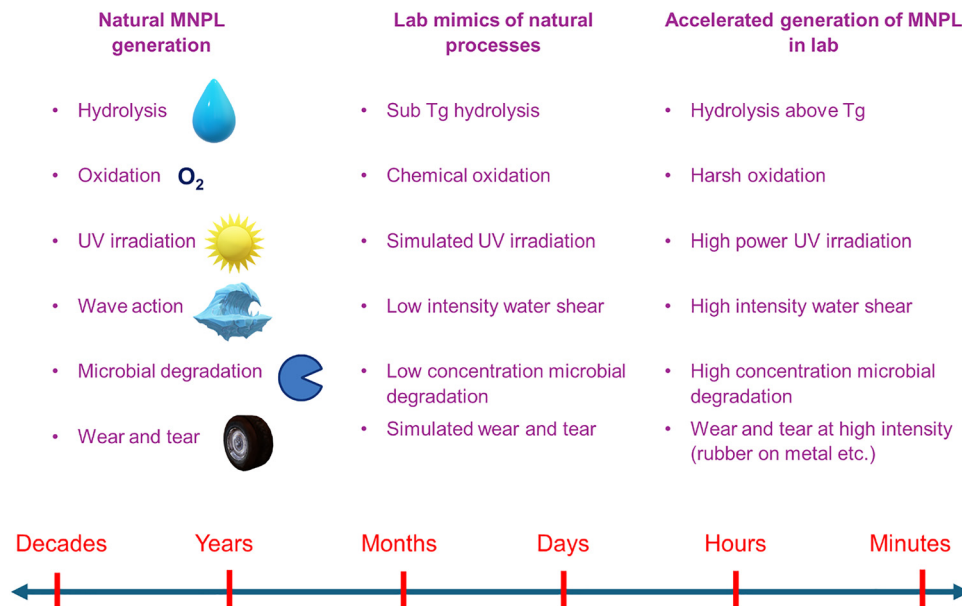 Natural MNPL
generation
Lab mimics of natural
processes
Accelerated generation of MNPL
in lab
• Hydrolysis
• Sub Tg hydrolysis
• Hydrolysis above Tg
• Oxidation O₂
• Chemical oxidation
• Harsh oxidation
• UV irradiation
• Simulated UV irradiation
• High power UV irradiation
• Wave action
• Low intensity water shear
• High intensity water shear
• Microbial degradation
• Low concentration microbial
degradation
• High concentration microbial
degradation
• Wear and tear
• Simulated wear and tear
• Wear and tear at high intensity
(rubber on metal etc.)
Decades Years Months Days Hours Minutes